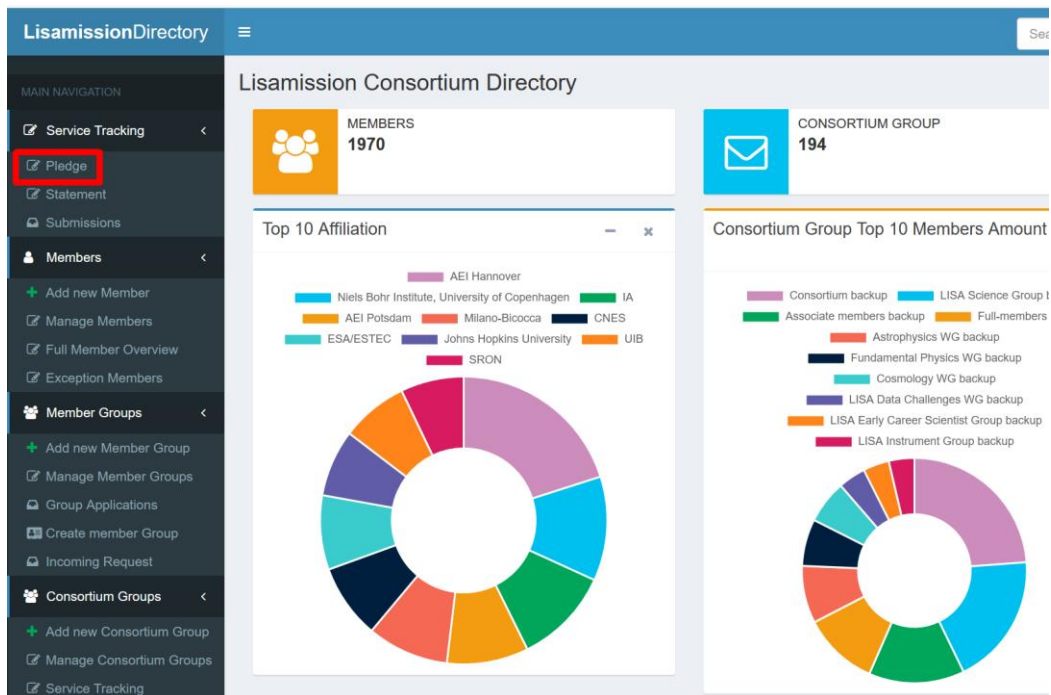 LisamissionDirectory
Sea
MAIN NAVIGATION
Service Tracking
Pledge
Statement
Submissions
Members
Add new Member
Manage Members
Full Member Overview
Exception Members
Member Groups
Add new Member Group
Manage Member Groups
Group Applications
Create member Group
Incoming Request
Consortium Groups
Add new Consortium Group
Manage Consortium Groups
Service Tracking
Lisamission Consortium Directory
MEMBERS
1970
CONSORTIUM GROUP
194
Top 10 Affiliation
AEI Hannover
Niels Bohr Institute, University of Copenhagen IA
AEI Potsdam Milano-Bicocca CNES
ESA/ESTEC Johns Hopkins University UIB
SRON
Consortium Group Top 10 Members Amount
Consortium backup LISA Science Group b
Associate members backup Full-members
Astrophysics WG backup
Fundamental Physics WG backup
Cosmology WG backup
LISA Data Challenges WG backup
LISA Early Career Scientist Group backup
LISA Instrument Group backup